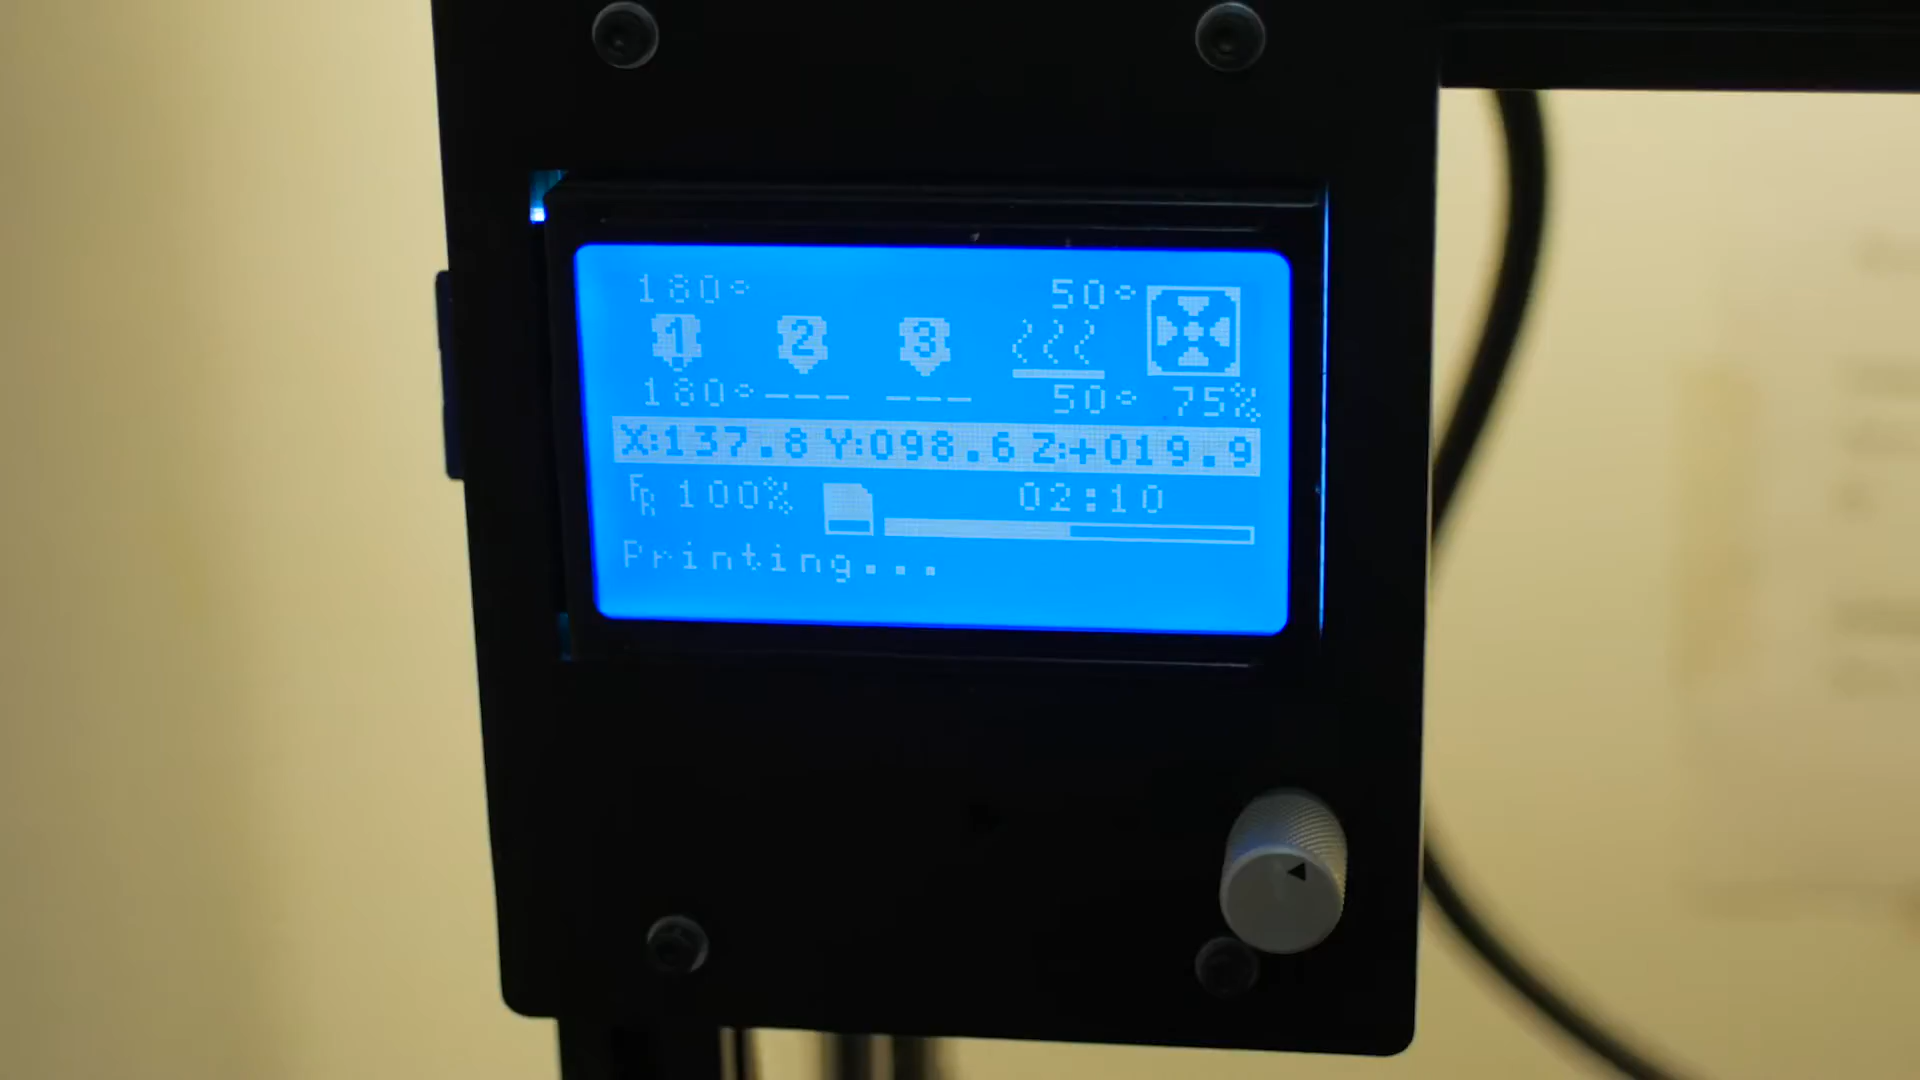 180° 50°
1 2 3
180° --- --- 50° 75%
X:137.8 Y:098.6 Z:+019.9
FR 100% 02:10
Printing...